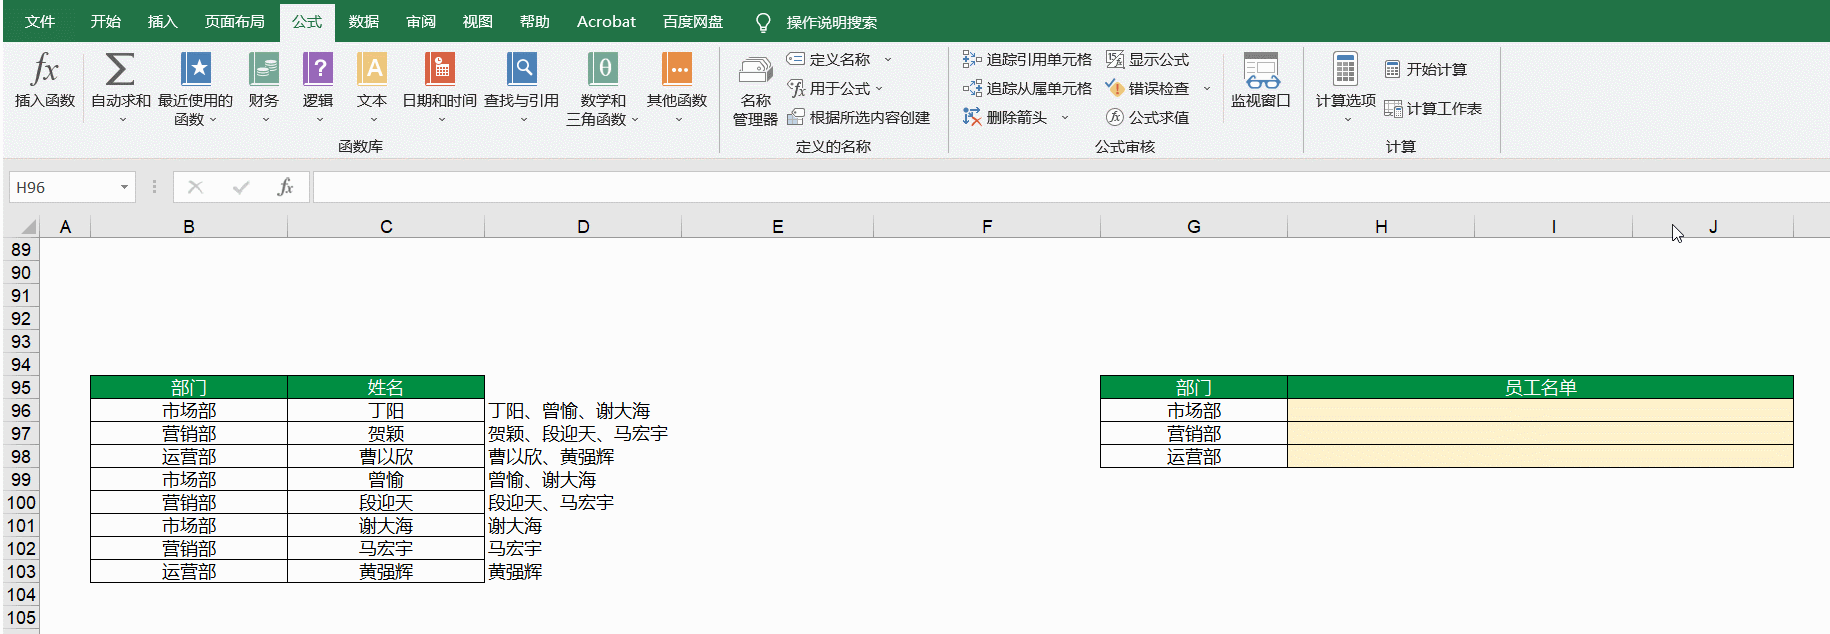 文件 开始 插入 页面布局 公式 数据 审阅 视图 帮助 Acrobat 百度网盘 操作说明搜索
fx Σ ? A θ
插入函数 自动求和 最近使用的函数 财务 逻辑 文本 日期和时间 查找与引用 数学和三角函数 其他函数
函数库
名称管理器
定义名称
用于公式
根据所选内容创建
定义的名称
追踪引用单元格 显示公式
追踪从属单元格 错误检查
删除箭头 公式求值
公式审核
监视窗口
计算选项
开始计算
计算工作表
计算
H96 fx
A B C D E F G H I J
89
90
91
92
93
94
95 部门 姓名 部门 员工名单
96 市场部 丁阳 丁阳、曾愉、谢大海 市场部
97 营销部 贺颖 贺颖、段迎天、马宏宇 营销部
98 运营部 曹以欣 曹以欣、黄强辉 运营部
99 市场部 曾愉 曾愉、谢大海
100 营销部 段迎天 段迎天、马宏宇
101 市场部 谢大海 谢大海
102 营销部 马宏宇 马宏宇
103 运营部 黄强辉 黄强辉
104
105